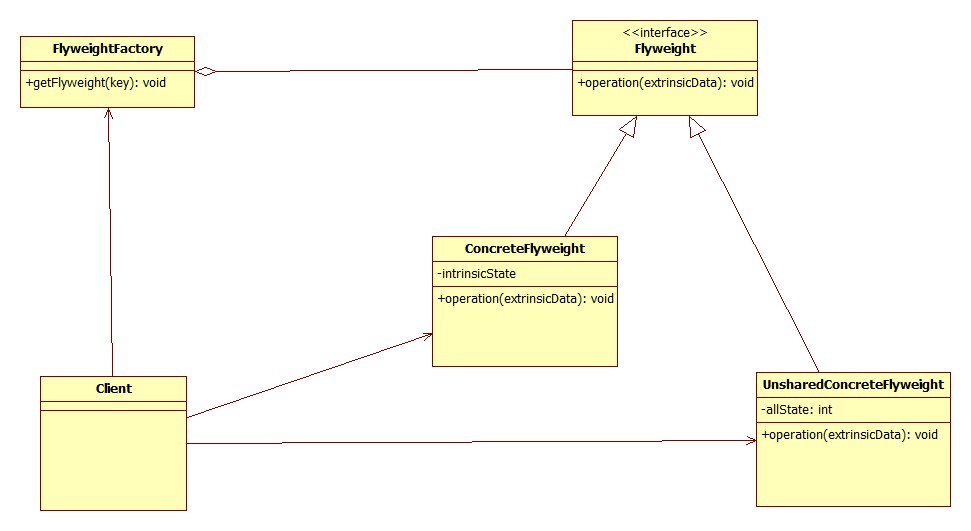 FlyweightFactory
+getFlyweight(key): void
<<interface>>
Flyweight
+operation(extrinsicData): void
ConcreteFlyweight
-intrinsicState
+operation(extrinsicData): void
Client
UnsharedConcreteFlyweight
-allState: int
+operation(extrinsicData): void